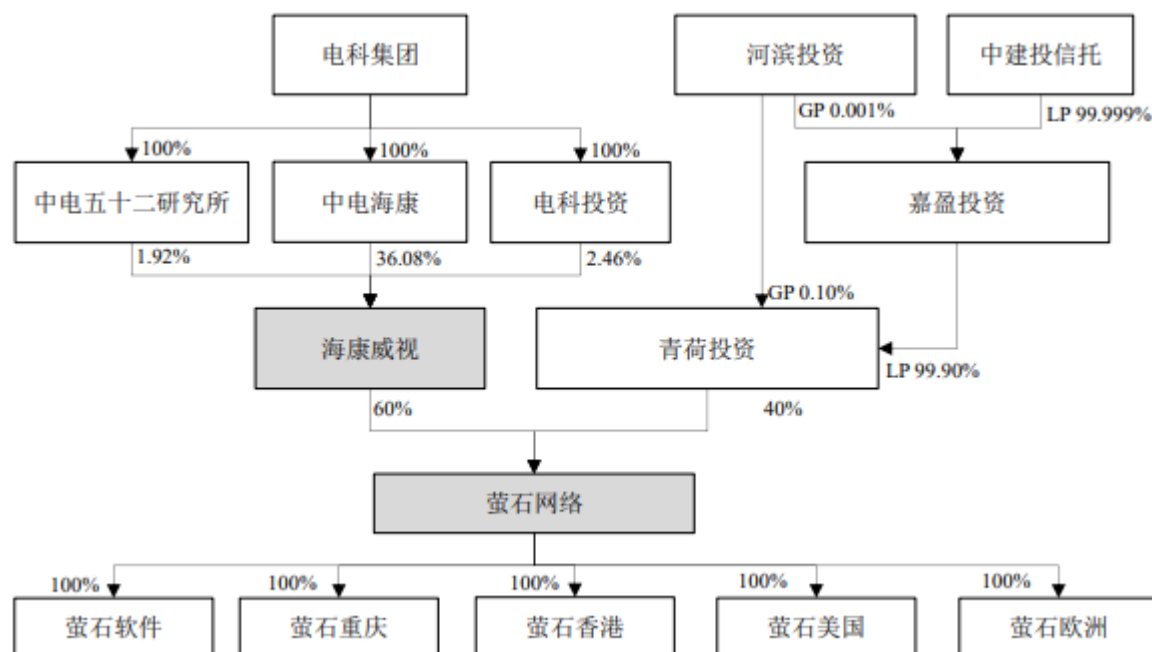 电科集团
河滨投资
中建投信托
GP 0.001%
LP 99.999%
100%
100%
100%
中电五十二研究所
中电海康
电科投资
嘉盈投资
1.92%
36.08%
2.46%
GP 0.10%
海康威视
青荷投资
LP 99.90%
60%
40%
萤石网络
100%
100%
100%
100%
100%
萤石软件
萤石重庆
萤石香港
萤石美国
萤石欧洲